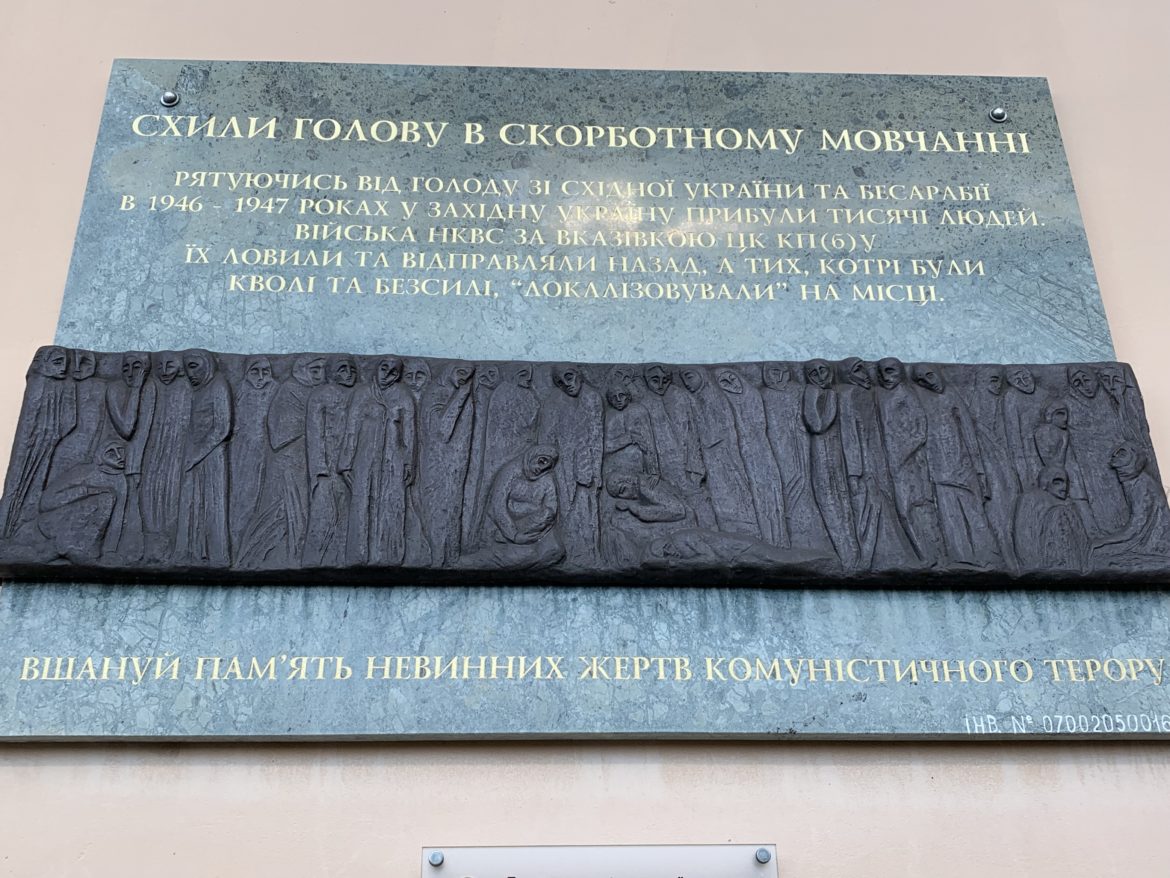 СХИЛИ ГОЛОВУ В СКОРБОТНОМУ МОВЧАННІ
РЯТУЮЧИСЬ ВІД ГОЛОДУ ЗІ СХІДНОЇ УКРАЇНИ ТА БЕСАРАБІЇ
В 1946 - 1947 РОКАХ У ЗАХІДНУ УКРАЇНУ ПРИБУЛИ ТИСЯЧІ ЛЮДЕЙ.
ВІЙСЬКА НКВС ЗА ВКАЗІВКОЮ ЦК КП(б)У
ЇХ ЛОВИЛИ ТА ВІДПРАВЛЯЛИ НАЗАД, А ТИХ, КОТРІ БУЛИ
КВОЛІ ТА БЕЗСИЛІ, “ЛОКАЛІЗОВУВАЛИ” НА МІСЦІ.
ВШАНУЙ ПАМ’ЯТЬ НЕВИННИХ ЖЕРТВ КОМУНІСТИЧНОГО ТЕРОРУ
ІНВ. № 07002050016